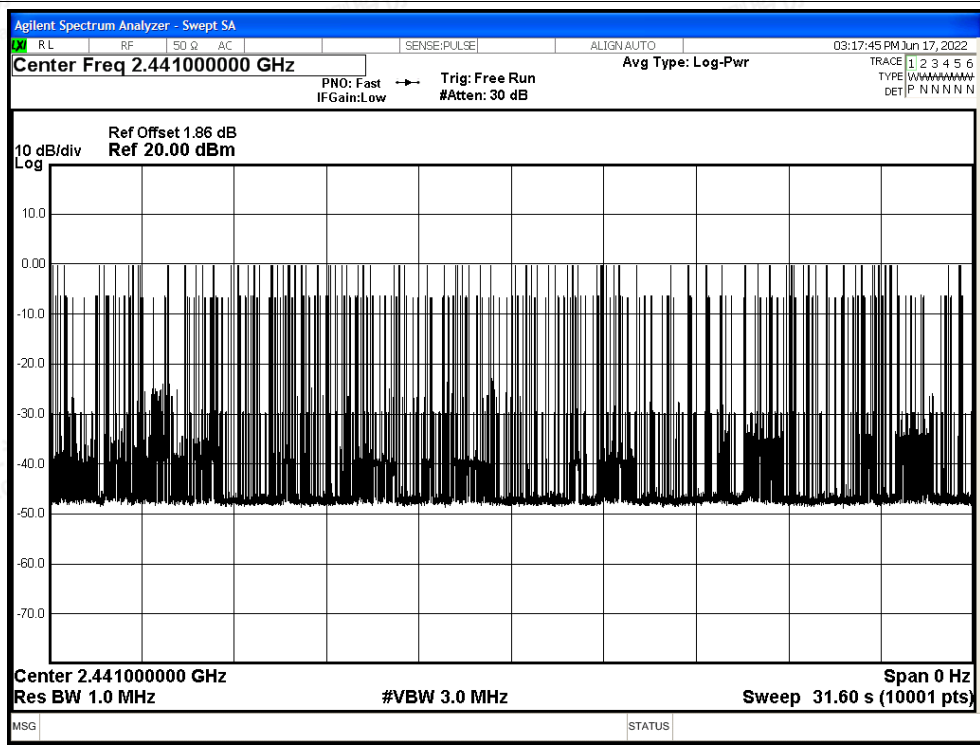 Agilent Spectrum Analyzer - Swept SA
LXI RL RF 50 Ω AC SENSE:PULSE ALIGN AUTO 03:17:45 PM Jun 17, 2022
Center Freq 2.441000000 GHz
PNO: Fast
IFGain:Low
Trig: Free Run
#Atten: 30 dB
Avg Type: Log-Pwr
TRACE 1 2 3 4 5 6
TYPE
DET P N N N N N
Ref Offset 1.86 dB
10 dB/div Ref 20.00 dBm
Log
10.0
0.00
-10.0
-20.0
-30.0
-40.0
-50.0
-60.0
-70.0
Center 2.441000000 GHz Span 0 Hz
Res BW 1.0 MHz #VBW 3.0 MHz Sweep 31.60 s (10001 pts)
MSG STATUS